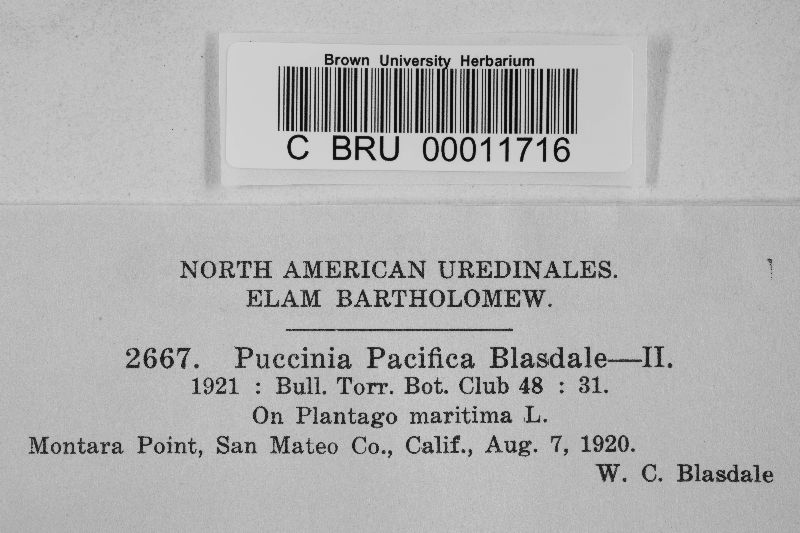 Brown University Herbarium
C BRU 00011716
NORTH AMERICAN UREDINALES.
ELAM BARTHOLOMEW.
2667. Puccinia Pacifica Blasdale—II.
1921 : Bull. Torr. Bot. Club 48 : 31.
On Plantago maritima L.
Montara Point, San Mateo Co., Calif., Aug. 7, 1920.
W. C. Blasdale